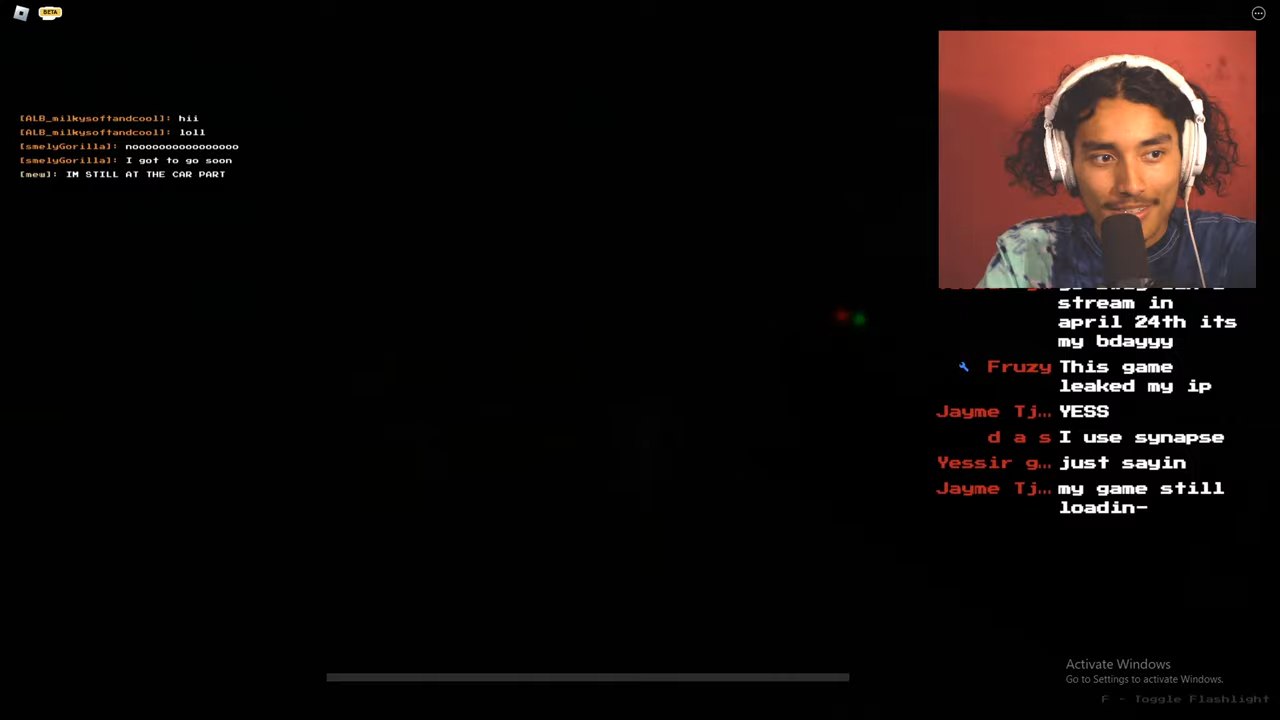 BETA
[ALB_milkysoftandcool]: hii
[ALB_milkysoftandcool]: loll
[smelyGorilla]: nooooooooooooooo
[smelyGorilla]: I got to go soon
[mew]: IM STILL AT THE CAR PART
stream in
april 24th its
my bdayyy
Fruzy This game
leaked my ip
Jayme Tj… YESS
d a s I use synapse
Yessir g… just sayin
Jayme Tj… my game still
loadin-
Activate Windows
Go to Settings to activate Windows.
F - Toggle Flashlight